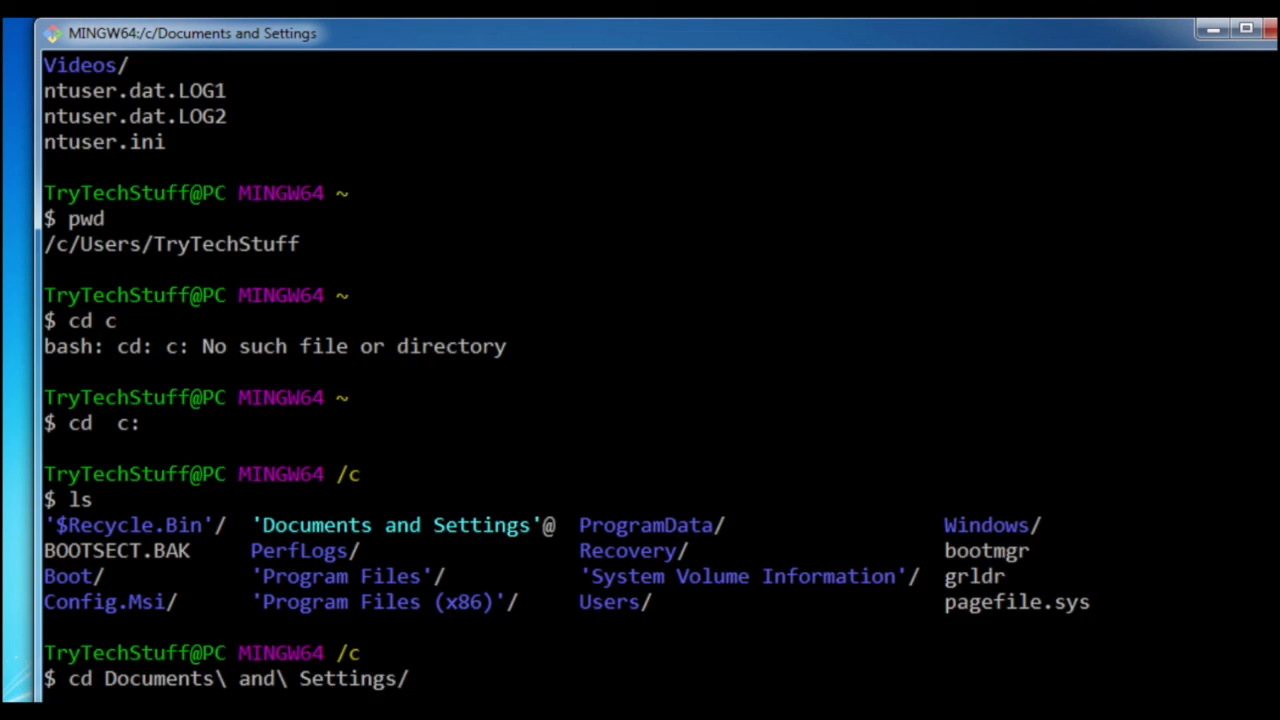 MINGW64:/c/Documents and Settings
Videos/
ntuser.dat.LOG1
ntuser.dat.LOG2
ntuser.ini
TryTechStuff@PC MINGW64 ~
$ pwd
/c/Users/TryTechStuff
TryTechStuff@PC MINGW64 ~
$ cd c
bash: cd: c: No such file or directory
TryTechStuff@PC MINGW64 ~
$ cd  c:
TryTechStuff@PC MINGW64 /c
$ ls
'$Recycle.Bin'/  'Documents and Settings'@  ProgramData/  Windows/
BOOTSECT.BAK  PerfLogs/  Recovery/  bootmgr
Boot/  'Program Files'/  'System Volume Information'/  grldr
Config.Msi/  'Program Files (x86)'/  Users/  pagefile.sys
TryTechStuff@PC MINGW64 /c
$ cd Documents\ and\ Settings/